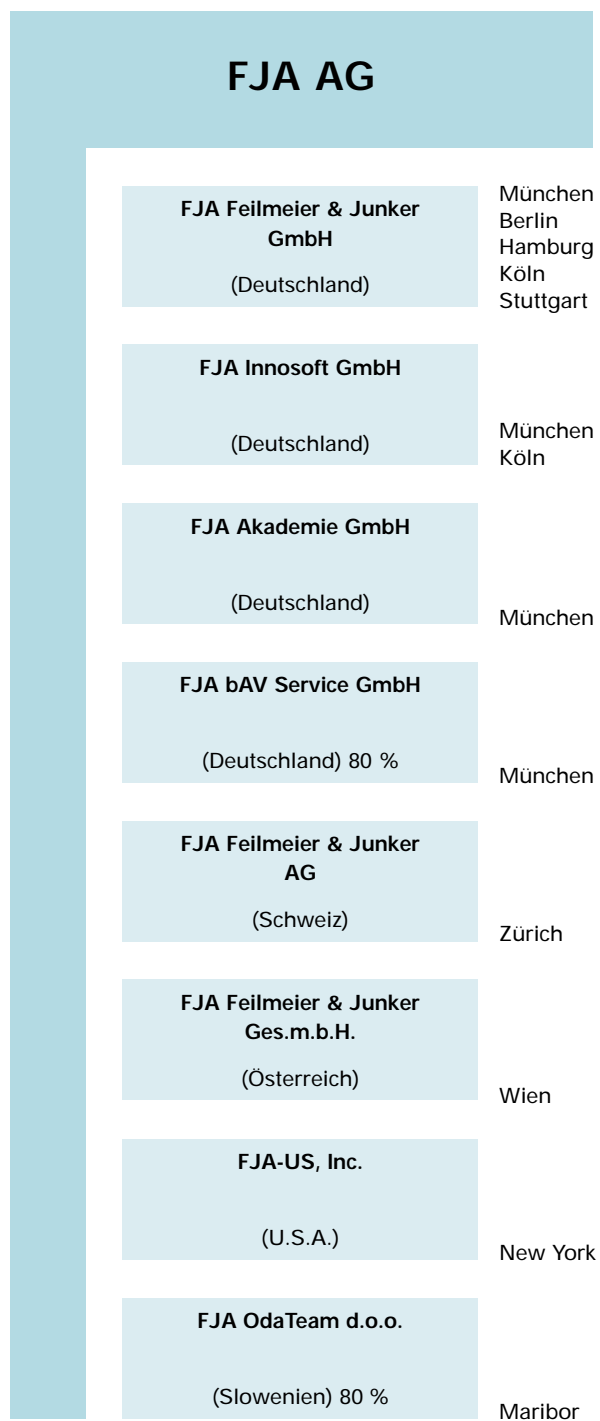 FJA AG
FJA Feilmeier & Junker
GmbH
(Deutschland)
München
Berlin
Hamburg
Köln
Stuttgart
FJA Innosoft GmbH
(Deutschland)
München
Köln
FJA Akademie GmbH
(Deutschland)
München
FJA bAV Service GmbH
(Deutschland) 80 %
München
FJA Feilmeier & Junker
AG
(Schweiz)
Zürich
FJA Feilmeier & Junker
Ges.m.b.H.
(Österreich)
Wien
FJA-US, Inc.
(U.S.A.)
New York
FJA OdaTeam d.o.o.
(Slowenien) 80 %
Maribor